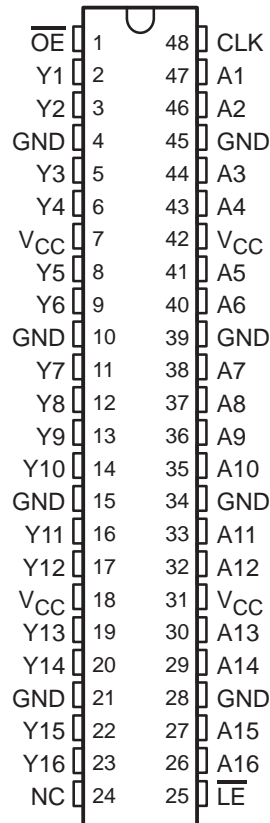 O̅E̅ 1 48 CLK
Y1 2 47 A1
Y2 3 46 A2
GND 4 45 GND
Y3 5 44 A3
Y4 6 43 A4
VCC 7 42 VCC
Y5 8 41 A5
Y6 9 40 A6
GND 10 39 GND
Y7 11 38 A7
Y8 12 37 A8
Y9 13 36 A9
Y10 14 35 A10
GND 15 34 GND
Y11 16 33 A11
Y12 17 32 A12
VCC 18 31 VCC
Y13 19 30 A13
Y14 20 29 A14
GND 21 28 GND
Y15 22 27 A15
Y16 23 26 A16
NC 24 25 L̅E̅